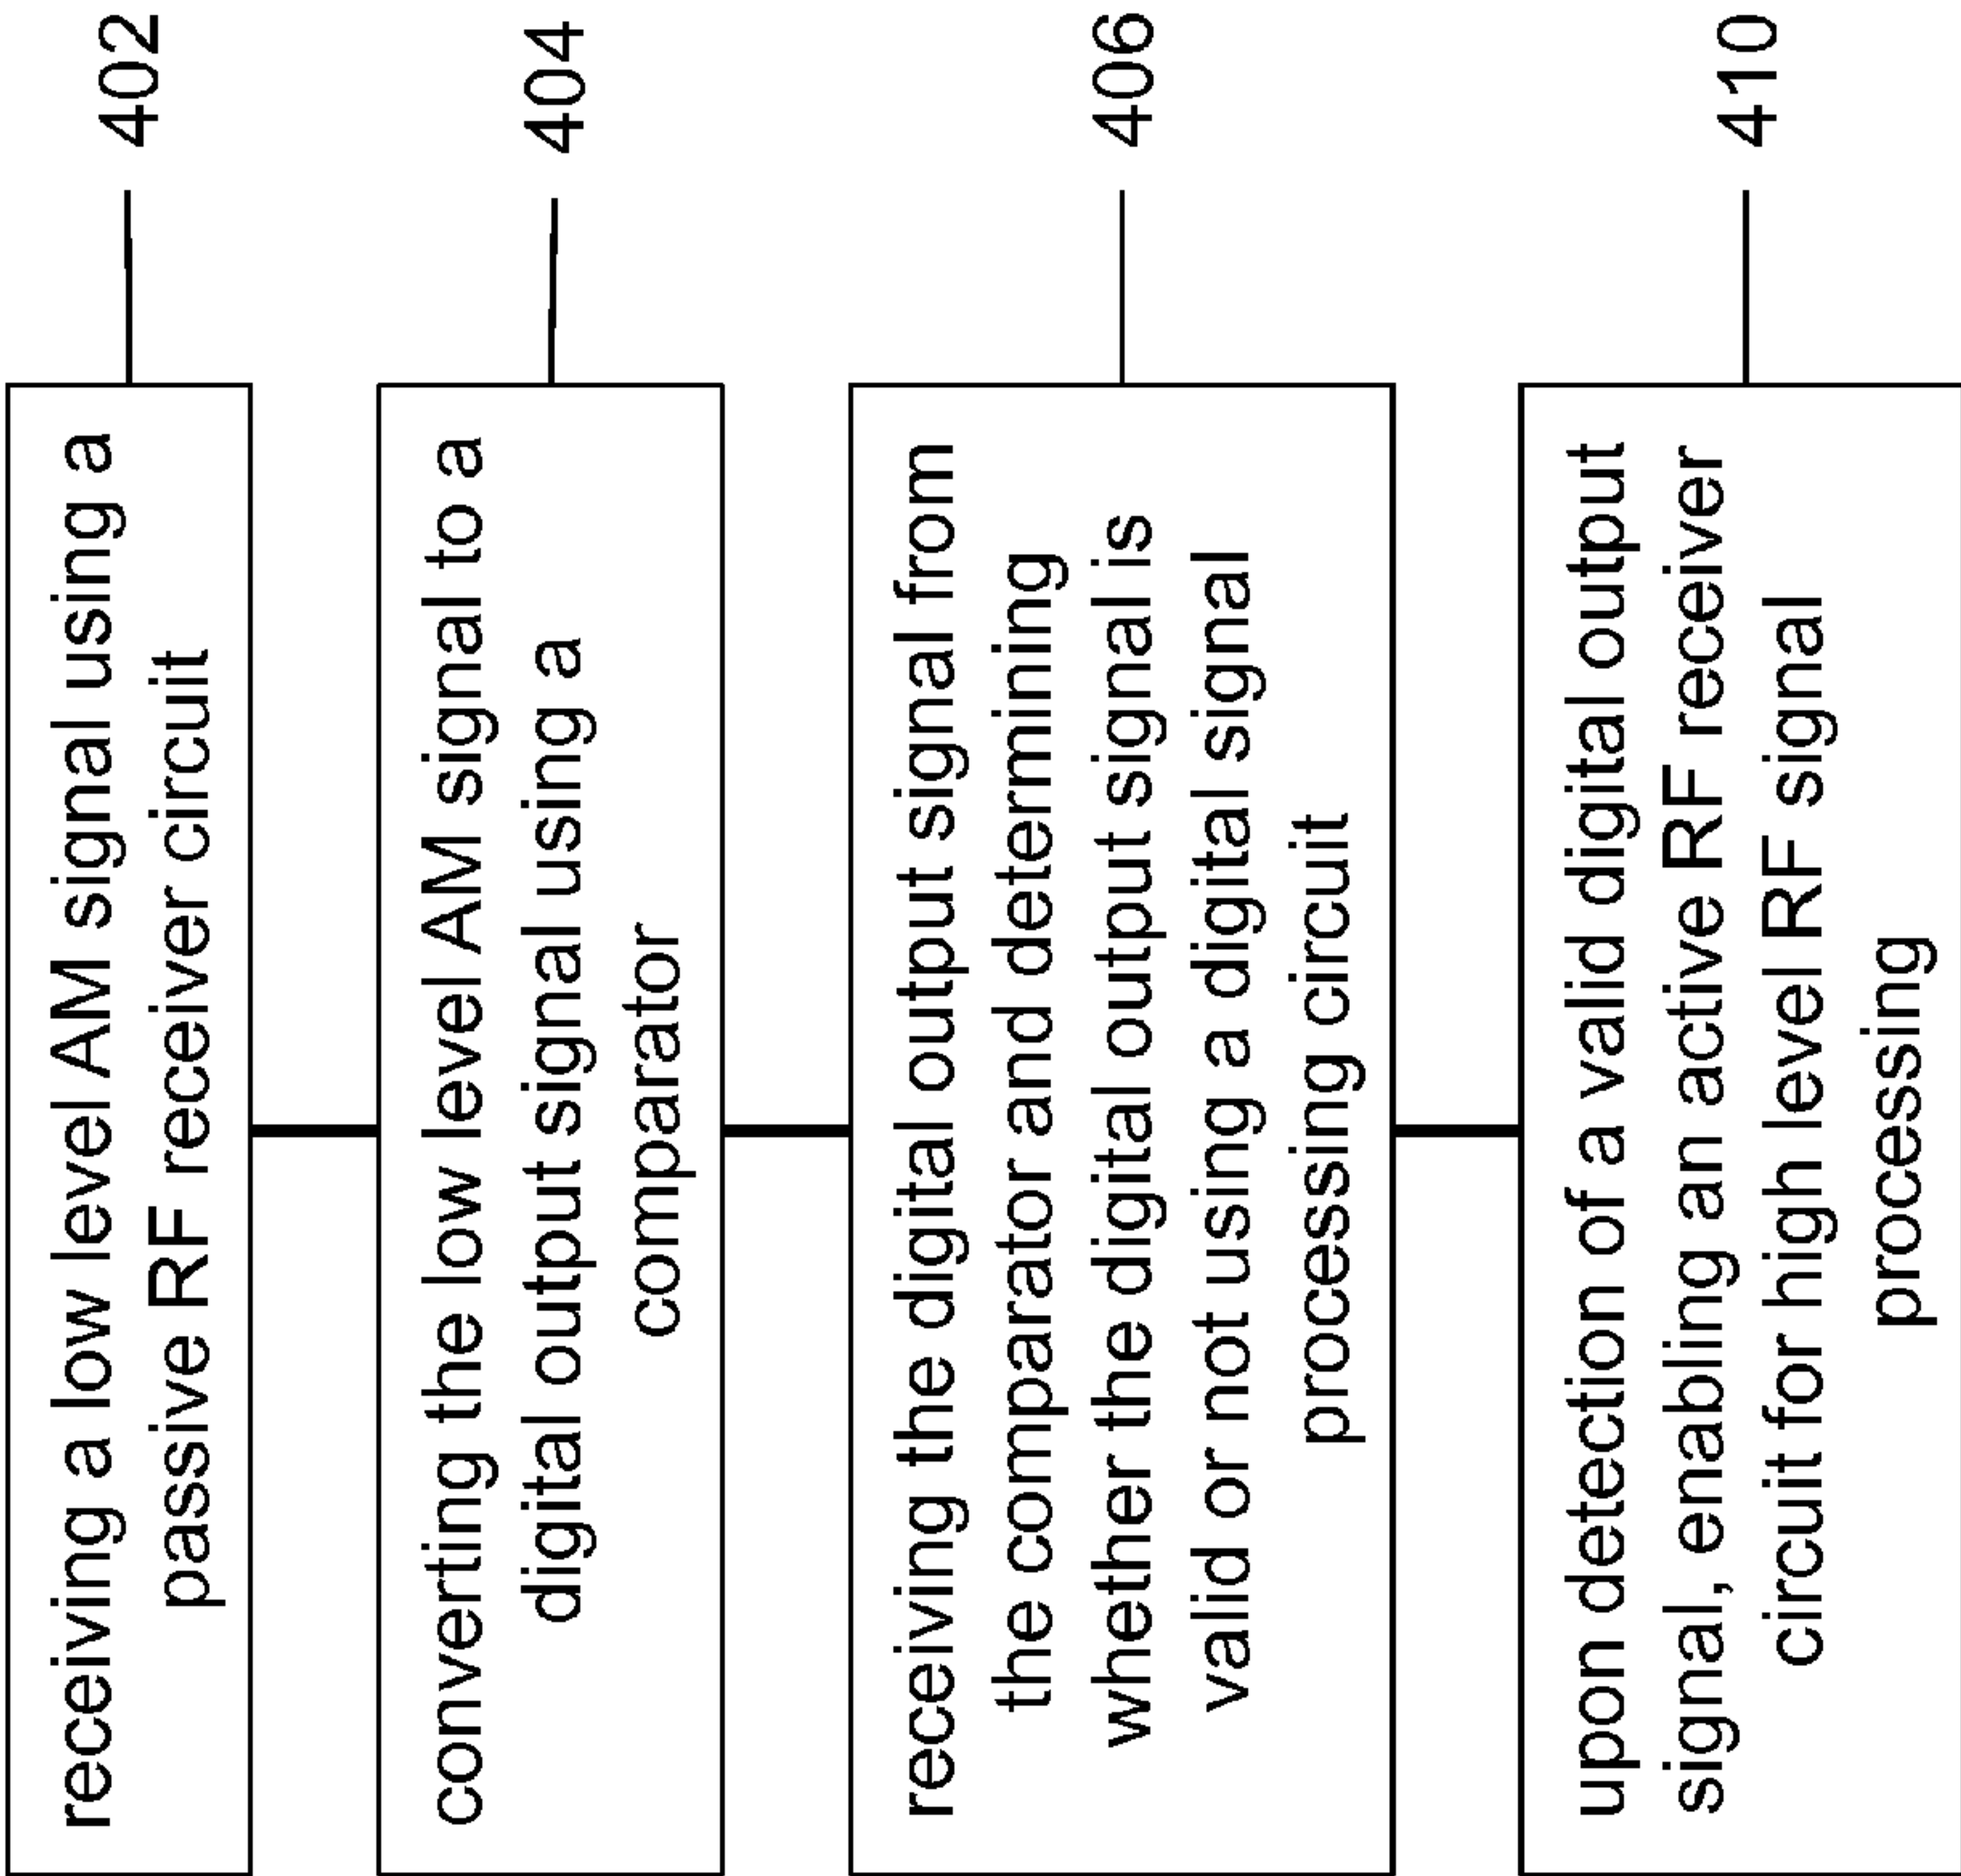 receiving a low level AM signal using a
passive RF receiver circuit
402
converting the low level AM signal to a
digital output signal using a
comparator
404
receiving the digital output signal from
the comparator and determining
whether the digital output signal is
valid or not using a digital signal
processing circuit
406
upon detection of a valid digital output
signal, enabling an active RF receiver
circuit for high level RF signal
processing
410